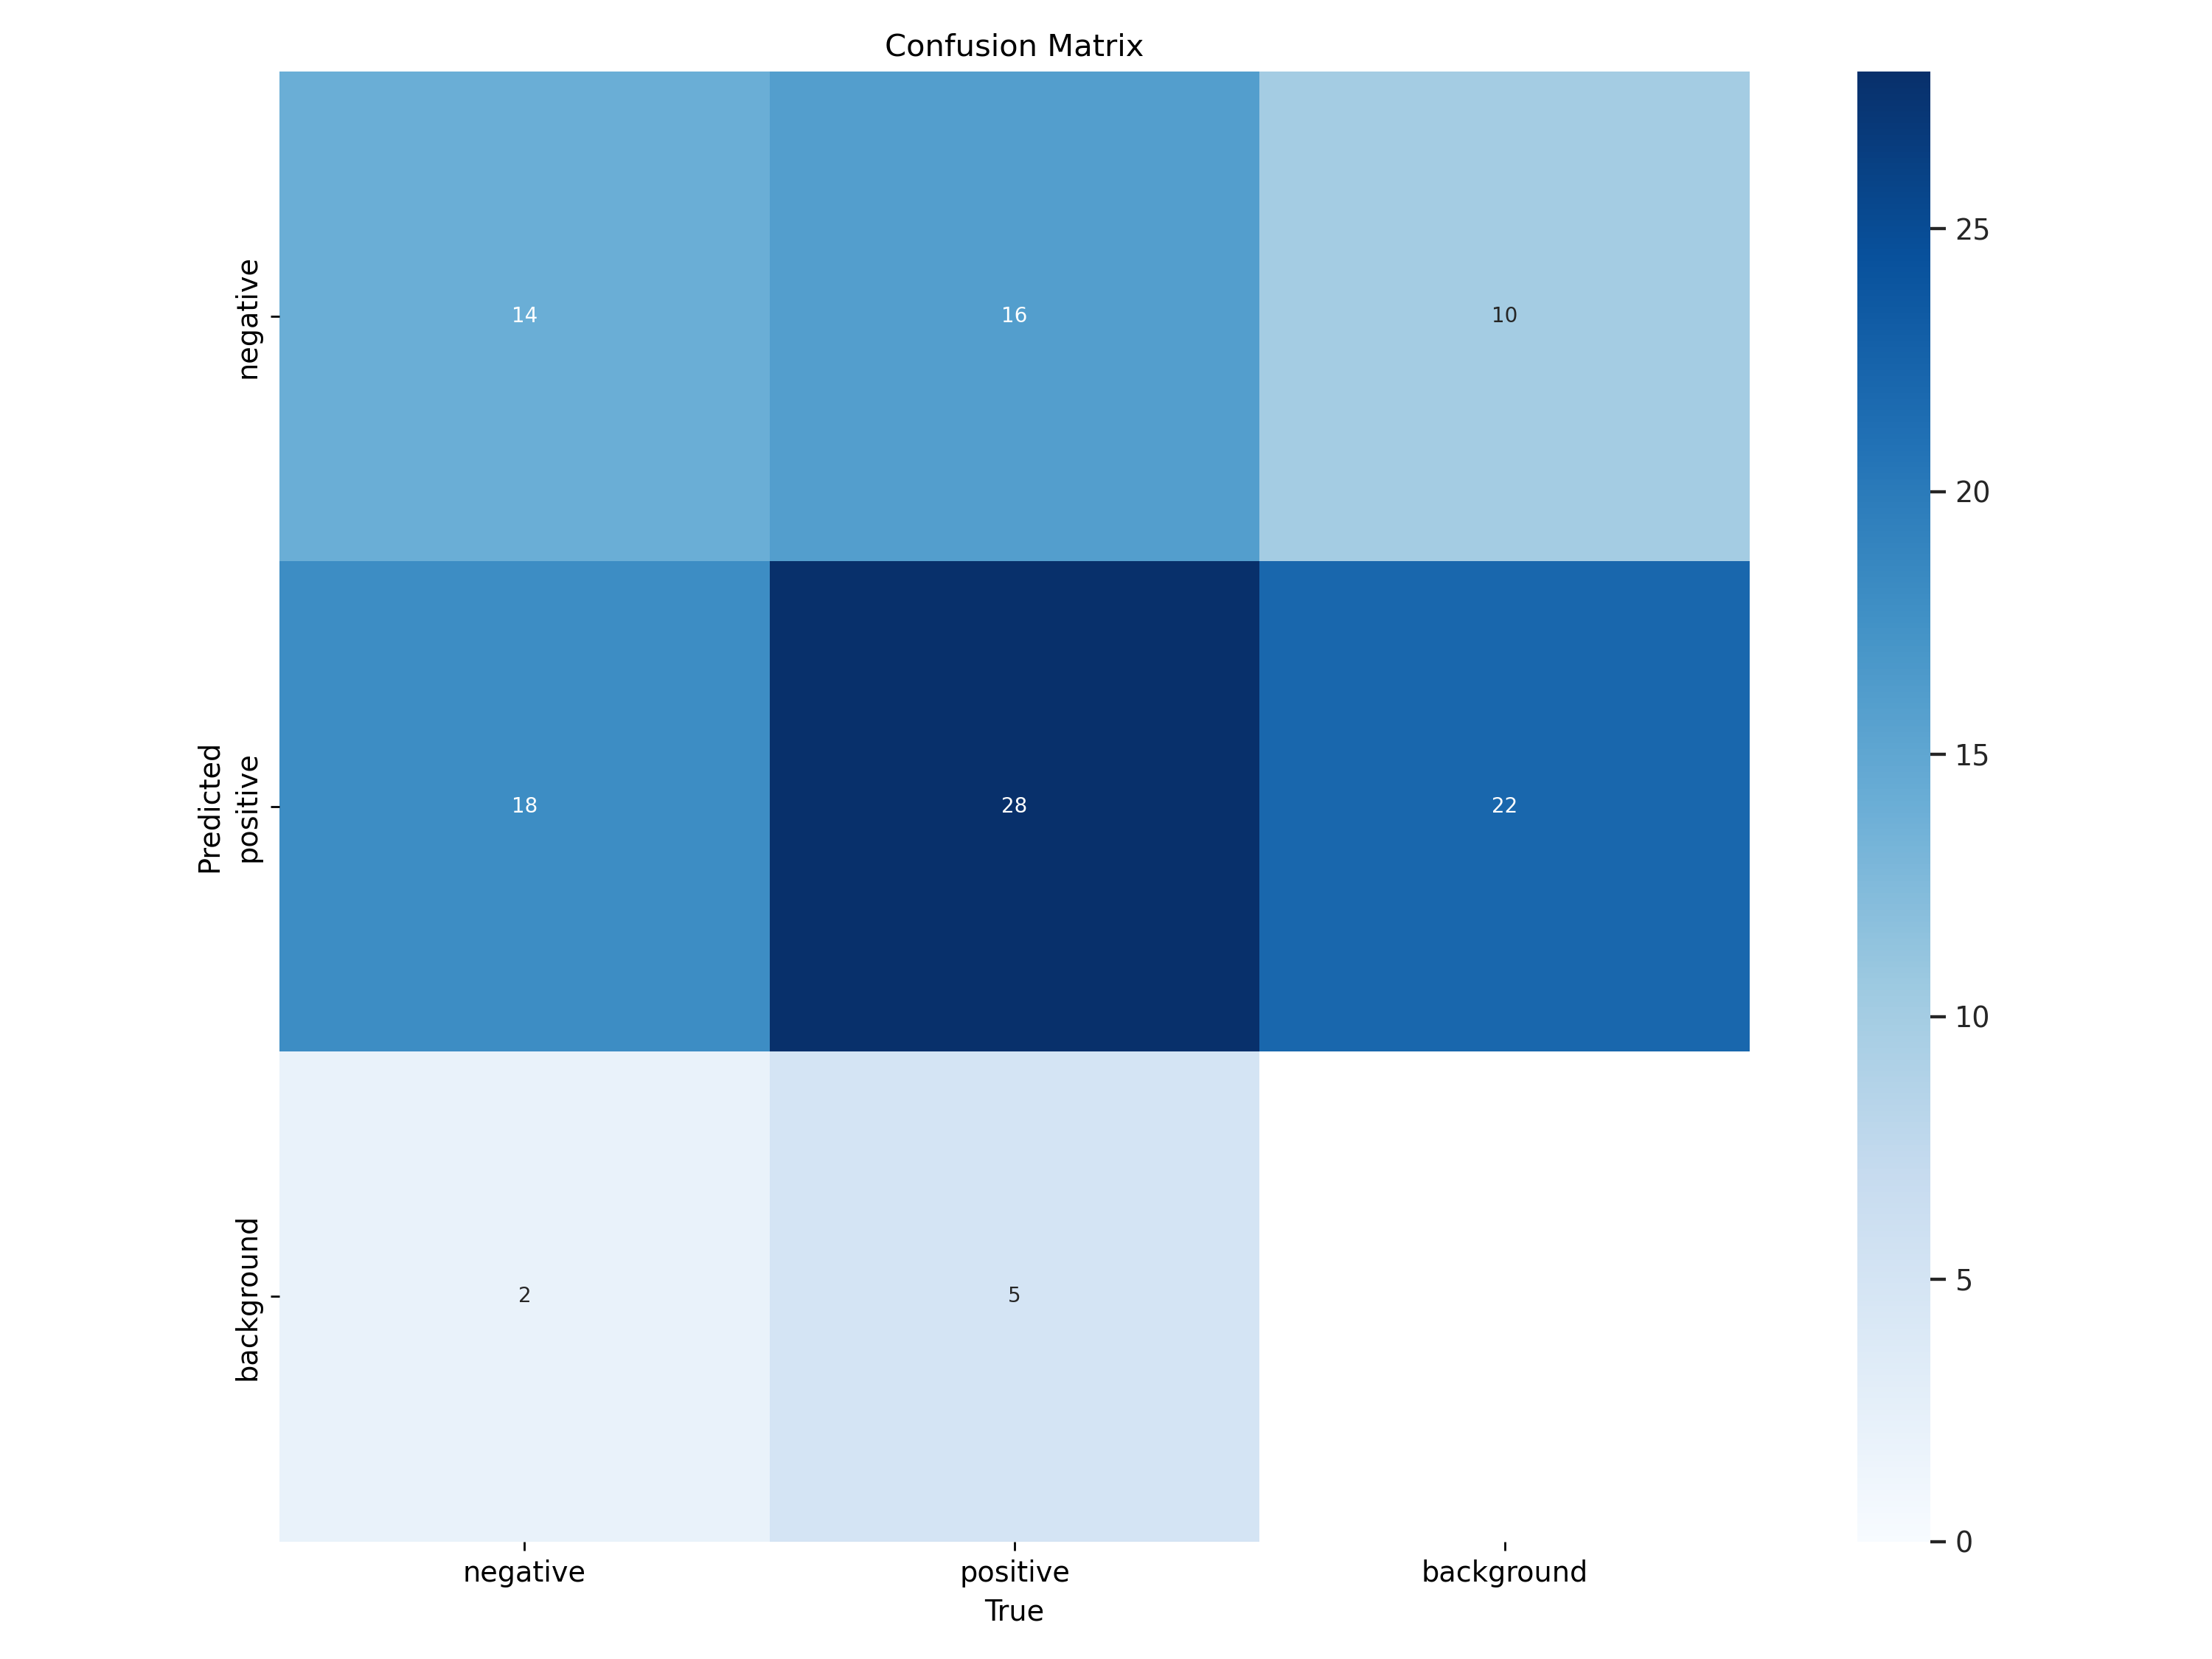 Confusion Matrix
negative
14 16 10
Predicted
positive
18 28 22
background
2 5
negative positive background
True
25
20
15
10
5
0